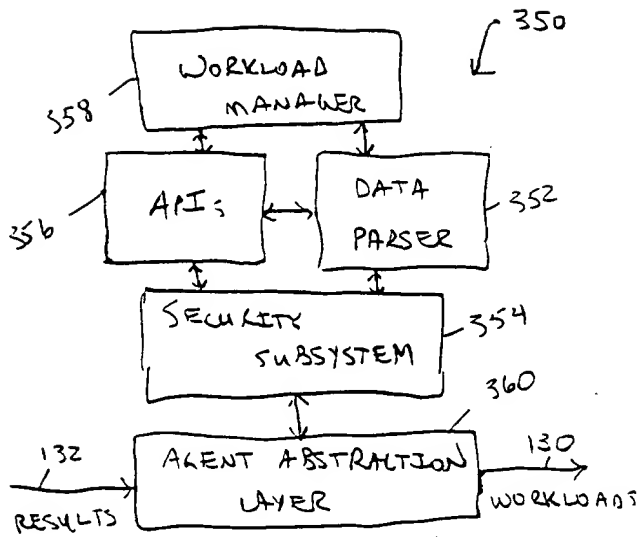 350
WORKLOAD
MANAGER
358
APIs
DATA
PARSER
356
352
SECURITY
SUBSYSTEM
354
360
132
AGENT ABSTRACTION
LAYER
130
RESULTS
WORKLOADS